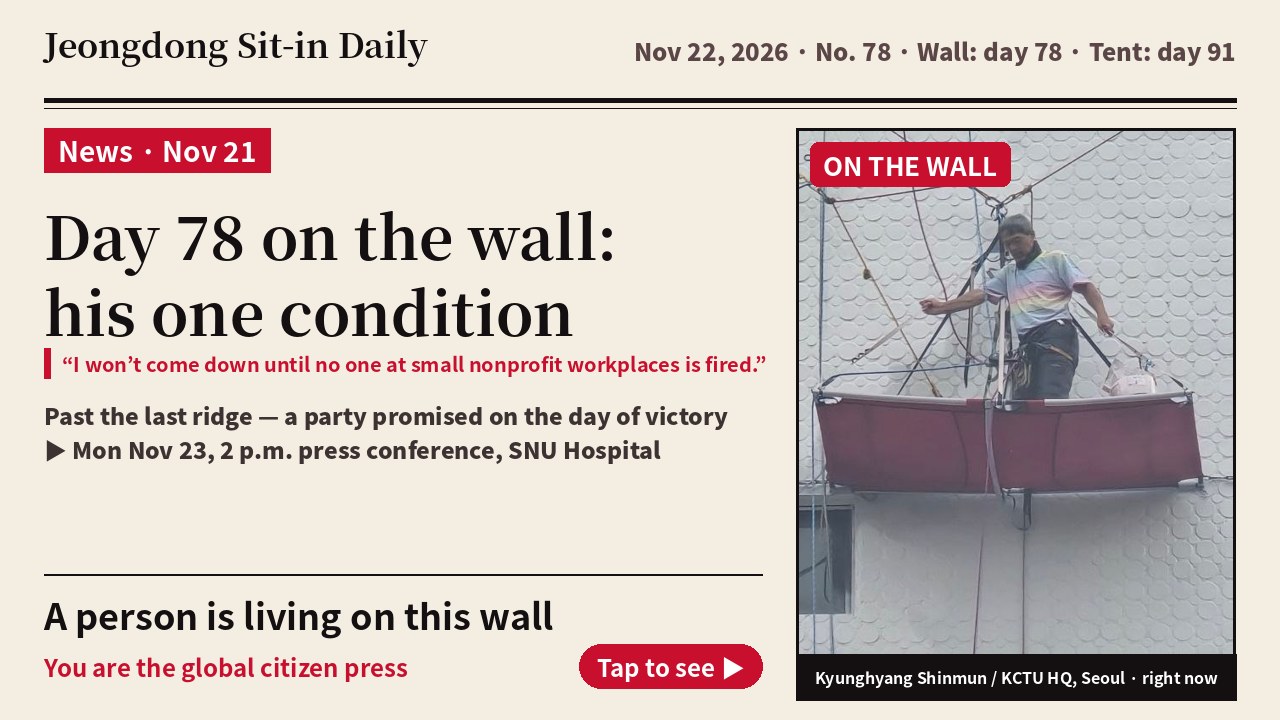 Jeongdong Sit-in Daily
Nov 22, 2026 · No. 78 · Wall: day 78 · Tent: day 91
News · Nov 21
Day 78 on the wall:
his one condition
“I won’t come down until no one at small nonprofit workplaces is fired.”
Past the last ridge — a party promised on the day of victory
▶ Mon Nov 23, 2 p.m. press conference, SNU Hospital
A person is living on this wall
You are the global citizen press
Tap to see ▶
ON THE WALL
Kyunghyang Shinmun / KCTU HQ, Seoul · right now